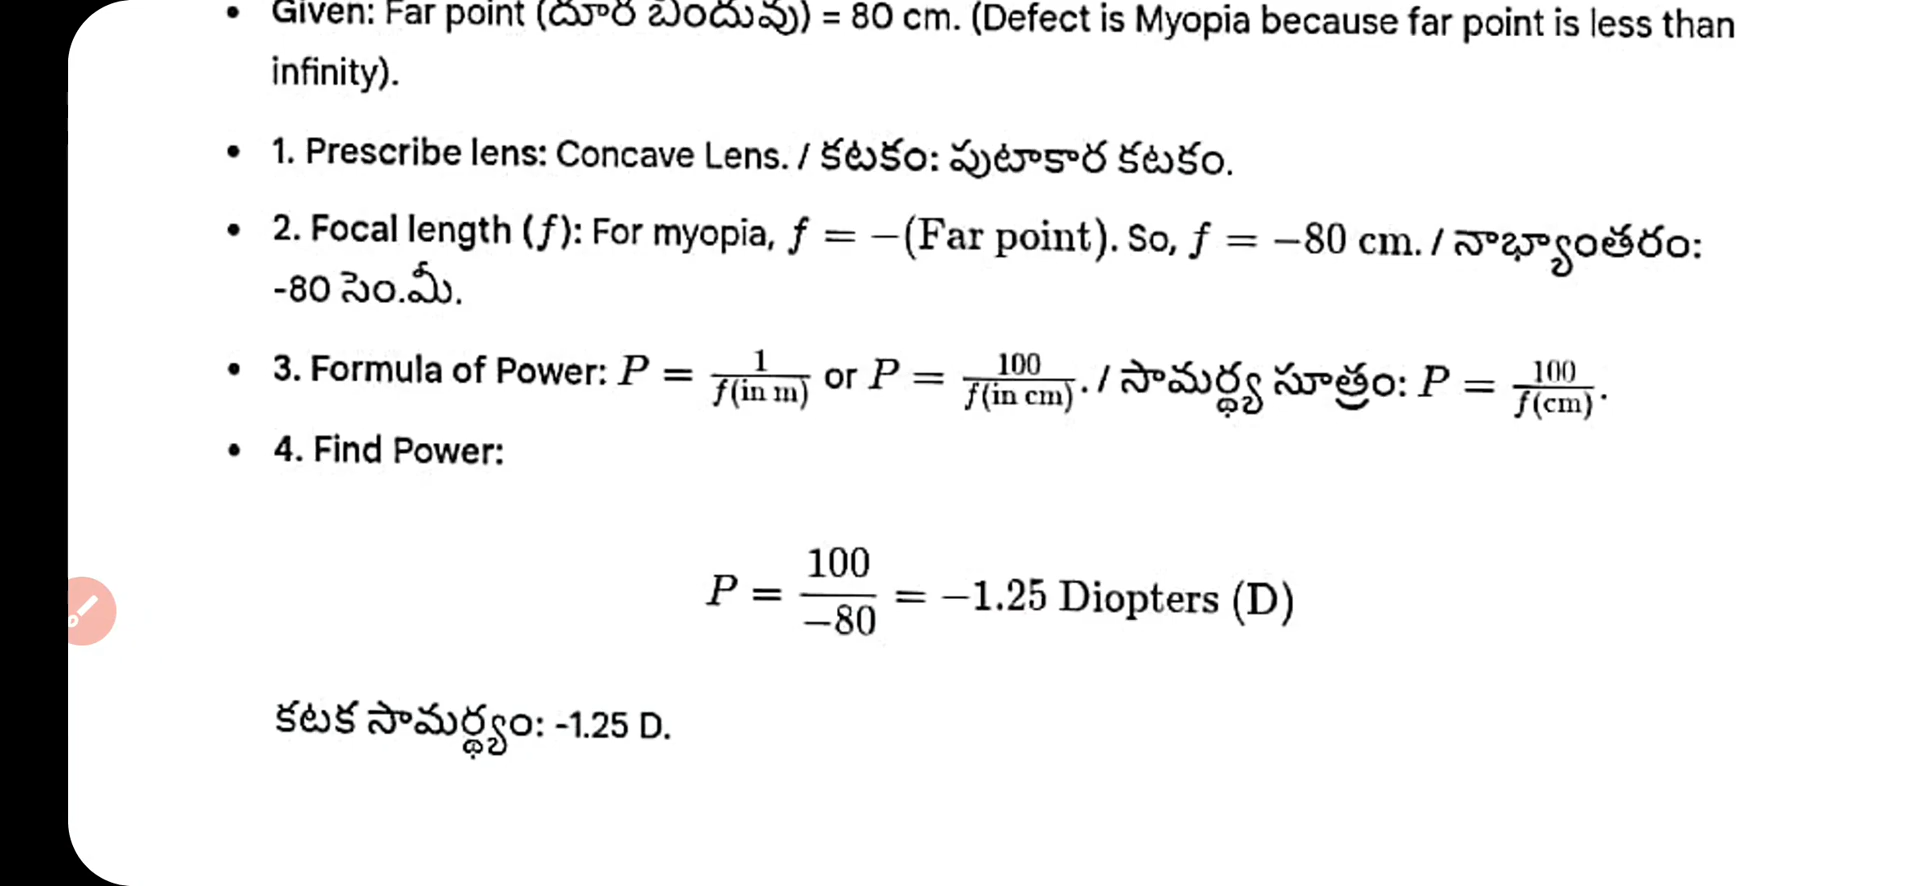 • Given: Far point (దూర బిందువు) = 80 cm. (Defect is Myopia because far point is less than
infinity).
• 1. Prescribe lens: Concave Lens. / కటకం: పుటాకార కటకం.
• 2. Focal length (f): For myopia, f = −(Far point). So, f = −80 cm. / నాభ్యాంతరం:
-80 సెం.మీ.
• 3. Formula of Power: P = 1/f(in m) or P = 100/f(in cm). / సామర్థ్య సూత్రం: P = 100/f(cm).
• 4. Find Power:
P = 100/−80 = −1.25 Diopters (D)
కటక సామర్థ్యం: -1.25 D.